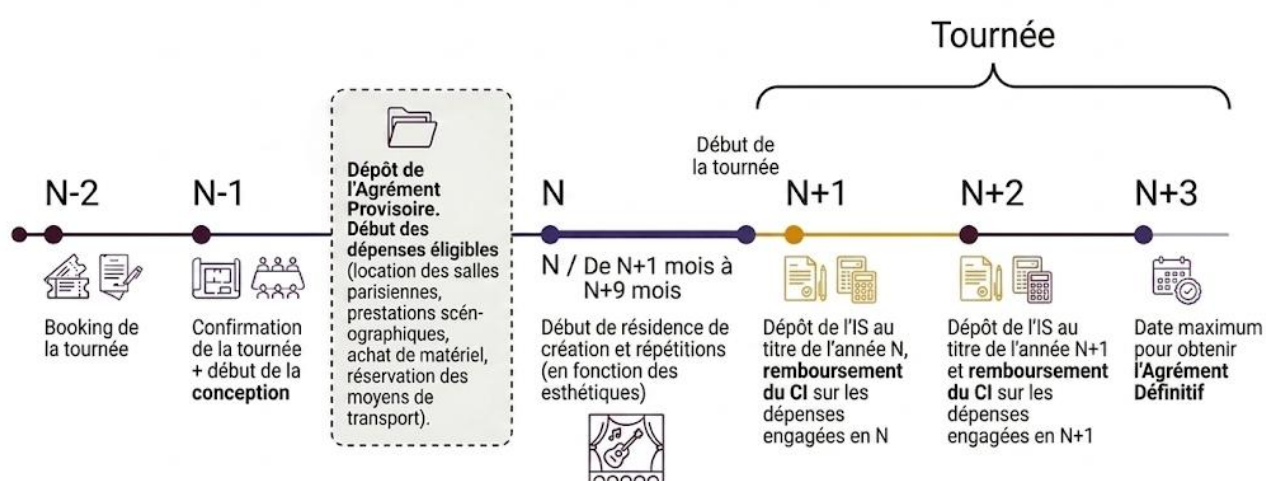 Tournée
Début de
la tournée
N-2
N-1
N
N+1
N+2
N+3
Booking de
la tournée
Confirmation
de la tournée
+ début de la
conception
Dépôt de
l'Agrément
Provisoire.
Début des
dépenses éligibles
(location des salles
parisiennes,
prestations scén-
ographiques,
achat de matériel,
réservation des
moyens de
transport).
N / De N+1 mois à
N+9 mois
Début de résidence de
création et répétitions
(en fonction des
esthétiques)
Dépôt de l'IS au
titre de l'année N,
remboursement
du CI sur les
dépenses
engagées en N
Dépôt de l'IS au
titre de l'année N+1
et remboursement
du CI sur les
dépenses
engagées en N+1
Date maximum
pour obtenir
l'Agrément
Définitif